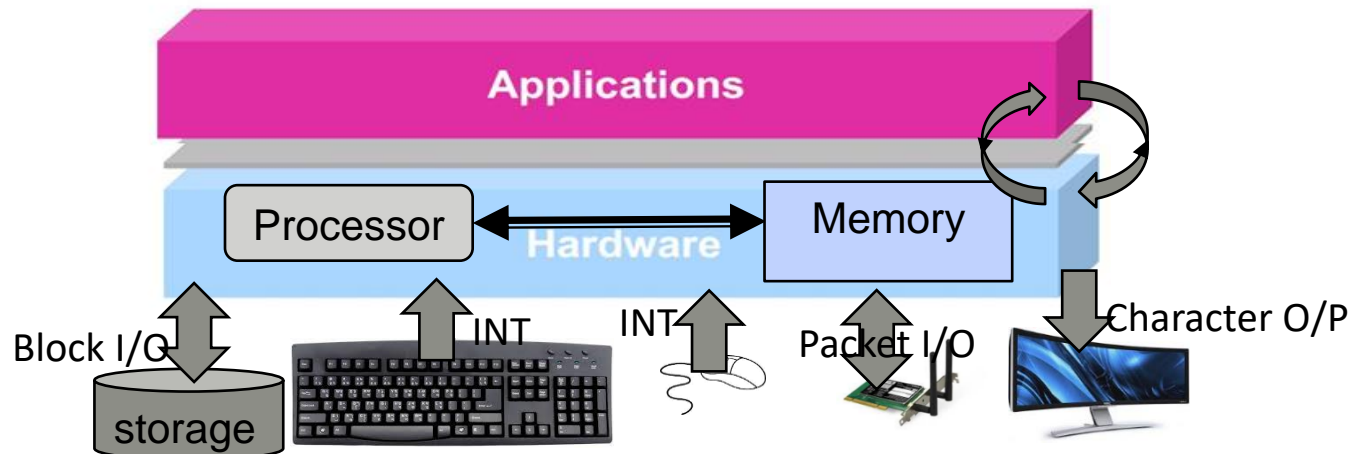 Applications
Processor
Hardware
Memory
Block I/O
INT
INT
Packet I/O
Character O/P
storage